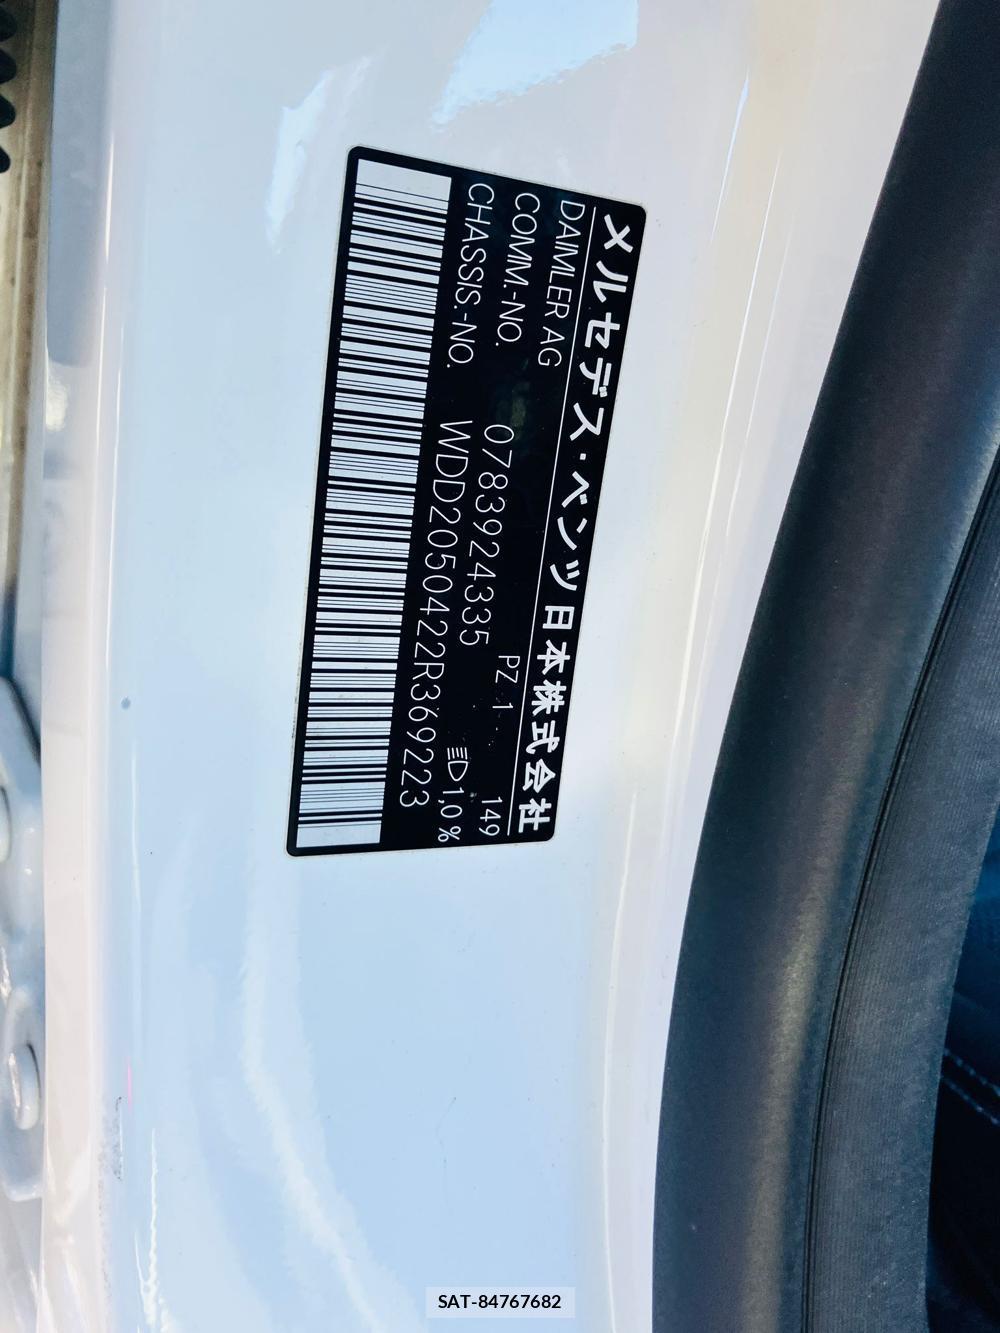 メルセデス・ベンツ日本株式会社
DAIMLER AG
COMM.-NO. 0783924335 PZ 1 149
CHASSIS.-NO. WDD2050422R369223 1,0 %
SAT-84767682